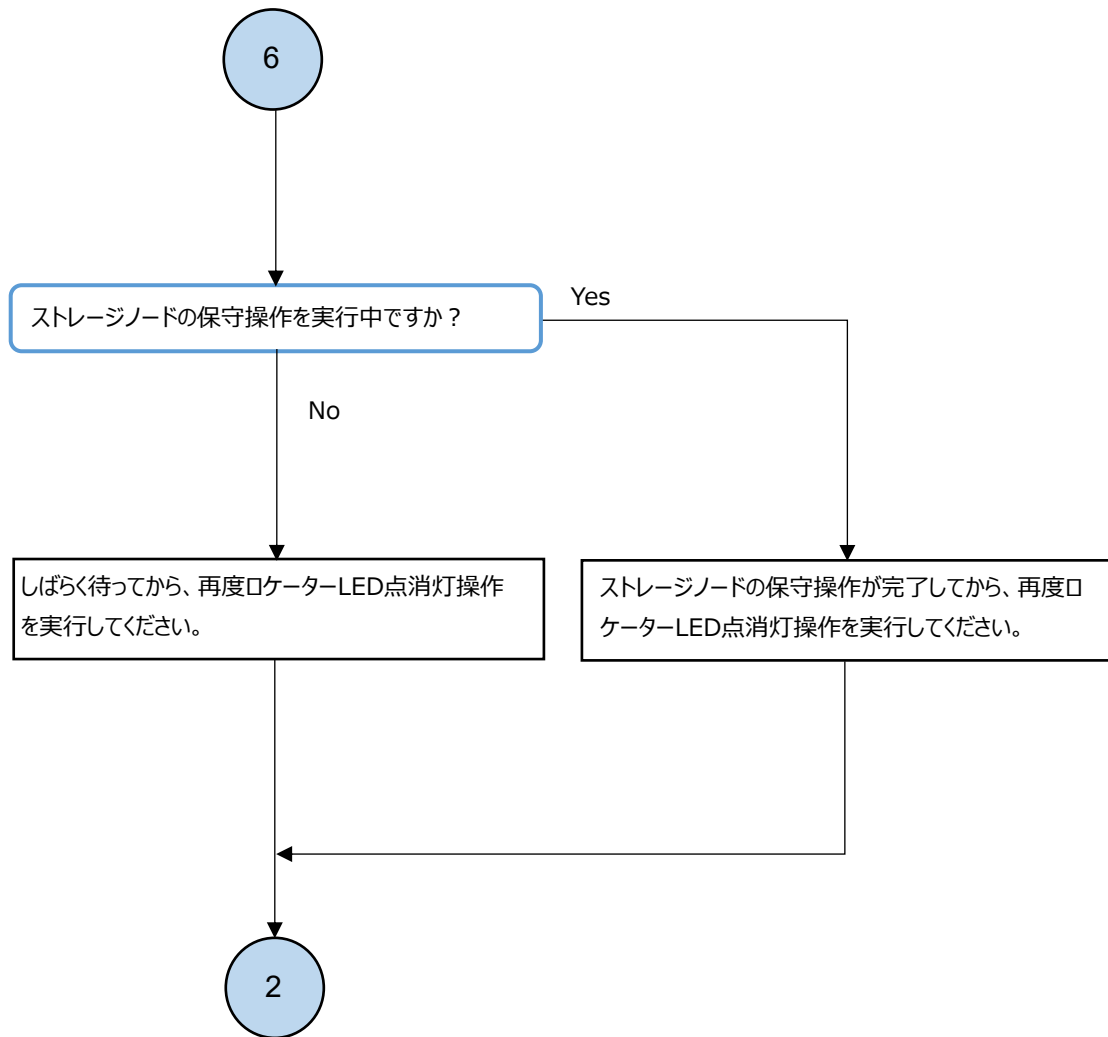 6
ストレージノードの保守操作を実行中ですか？
Yes
No
しばらく待ってから、再度ロケーターLED点消灯操作
を実行してください。
ストレージノードの保守操作が完了してから、再度ロ
ケーターLED点消灯操作を実行してください。
2